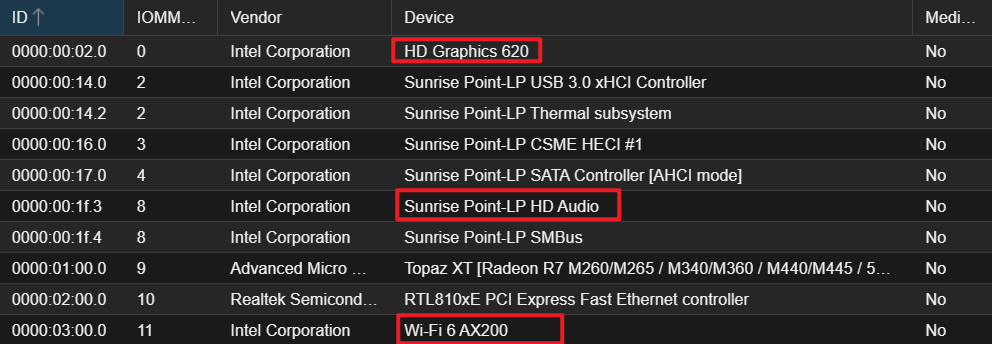 ID IOMM... Vendor Device Medi...
0000:00:02.0 0 Intel Corporation HD Graphics 620 No
0000:00:14.0 2 Intel Corporation Sunrise Point-LP USB 3.0 xHCI Controller No
0000:00:14.2 2 Intel Corporation Sunrise Point-LP Thermal subsystem No
0000:00:16.0 3 Intel Corporation Sunrise Point-LP CSME HECI #1 No
0000:00:17.0 4 Intel Corporation Sunrise Point-LP SATA Controller [AHCI mode] No
0000:00:1f.3 8 Intel Corporation Sunrise Point-LP HD Audio No
0000:00:1f.4 8 Intel Corporation Sunrise Point-LP SMBus No
0000:01:00.0 9 Advanced Micro ... Topaz XT [Radeon R7 M260/M265 / M340/M360 / M440/M445 / 5... No
0000:02:00.0 10 Realtek Semicond... RTL810xE PCI Express Fast Ethernet controller No
0000:03:00.0 11 Intel Corporation Wi-Fi 6 AX200 No